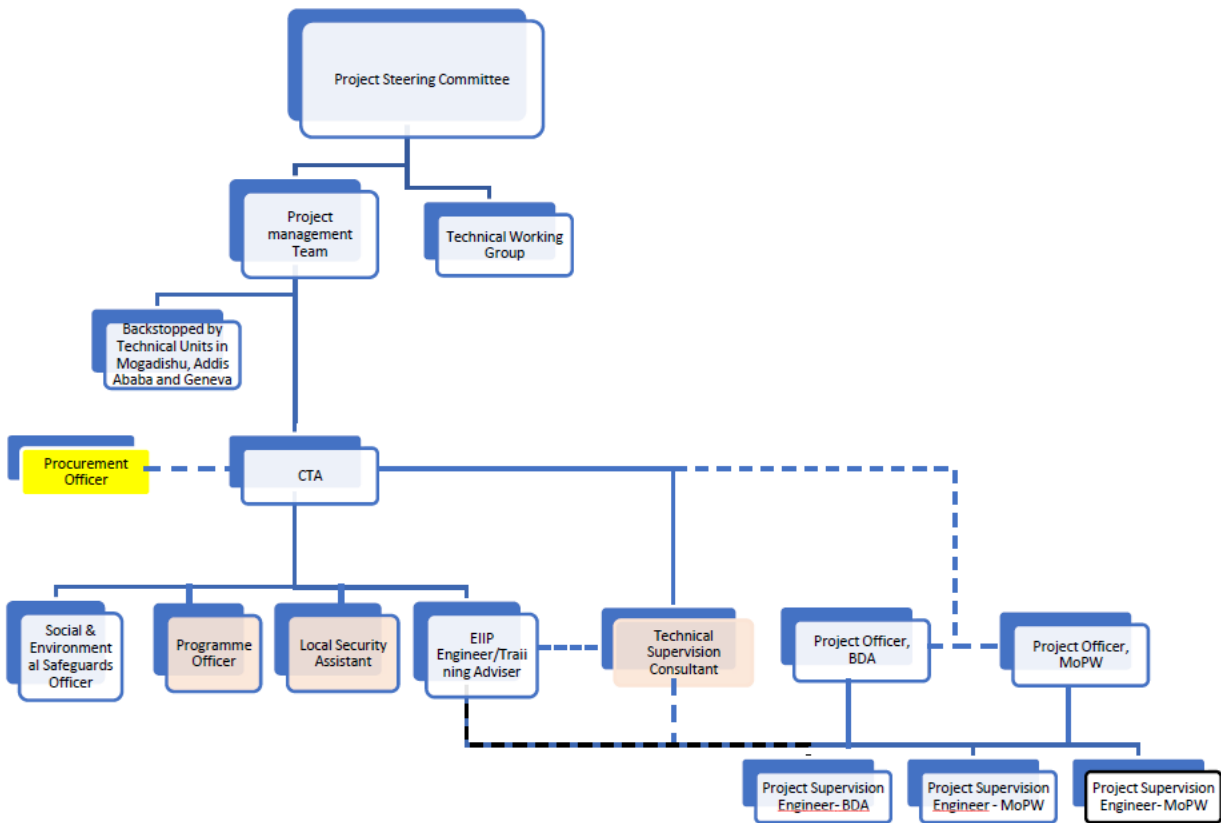 Project Steering Committee
Project
management
Team
Technical Working
Group
Backstopped by
Technical Units in
Mogadishu, Addis
Ababa and Geneva
Procurement
Officer
CTA
Social &
Environment
al Safeguards
Officer
Programme
Officer
Local Security
Assistant
EIIP
Engineer/Traii
ning Adviser
Technical
Supervision
Consultant
Project Officer,
BDA
Project Officer,
MoPW
Project Supervision
Engineer- BDA
Project Supervision
Engineer - MoPW
Project Supervision
Engineer- MoPW